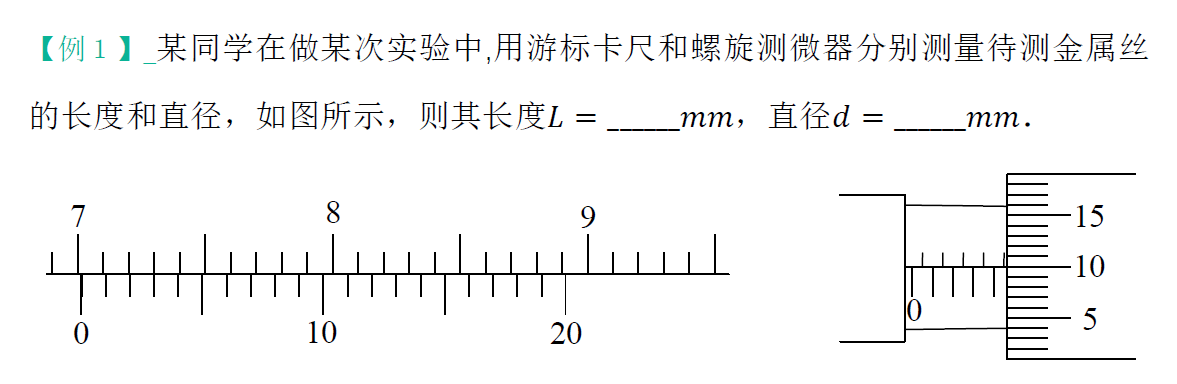 【例１】_某同学在做某次实验中,用游标卡尺和螺旋测微器分别测量待测金属丝
的长度和直径，如图所示，则其长度L = ______mm，直径d = ______mm.
7 8 9
0 10 20
15
10
0
5